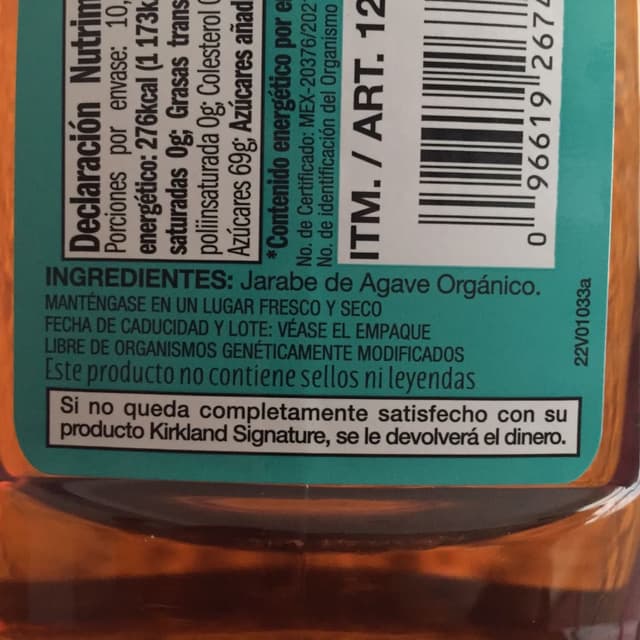 Declaración Nutrim
Porciones por envase: 10,
energético: 276kcal (1 173k
saturadas 0g; Grasas trans
poliinsaturada 0g; Colesterol
Azúcares 69g; Azúcares añad
*Contenido energético por e
No. de Certificado: MEX-20376/202
No. de identificación del Organismo
ITM. / ART. 12
0 96619 2674
INGREDIENTES: Jarabe de Agave Orgánico.
MANTÉNGASE EN UN LUGAR FRESCO Y SECO
FECHA DE CADUCIDAD Y LOTE: VÉASE EL EMPAQUE
LIBRE DE ORGANISMOS GENÉTICAMENTE MODIFICADOS
Este producto no contiene sellos ni leyendas
22V01033a
Si no queda completamente satisfecho con su
producto Kirkland Signature, se le devolverá el dinero.